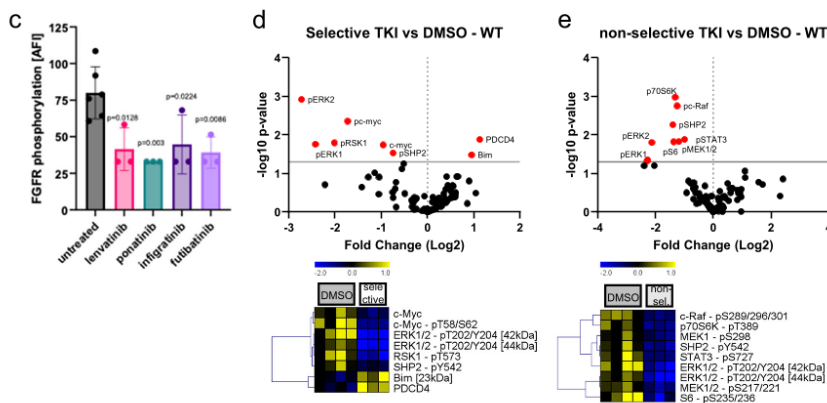 c
FGFR phosphorylation [AFI]
125
100
75
50
25
0
p=0.0128
p=0.003
p=0.0224
p=0.0086
untreated
lenvatinib
ponatinib
infigratinib
futibatinib
d
Selective TKI vs DMSO - WT
-log10 p-value
4
3
2
1
0
pERK2
pc-myc
pERK1
pRSK1
c-myc
pSHP2
PDCD4
Bim
-3
-2
-1
0
1
2
Fold Change (Log2)
-2.0
0.0
2.0
DMSO
sele
ctive
c-Myc
c-Myc - pT58/S62
ERK1/2 - pT202/Y204 [42kDa]
ERK1/2 - pT202/Y204 [44kDa]
RSK1 - pT573
SHP2 - pY542
Bim [23kDa]
PDCD4
e
non-selective TKI vs DMSO - WT
-log10 p-value
4
3
2
1
0
p70S6K
pc-Raf
pSHP2
pERK2
pSTAT3
pS6
pMEK1/2
pERK1
-4
-2
0
2
4
Fold Change (Log2)
-2.0
0.0
2.0
DMSO
non-
sel.
c-Raf - pS289/296/301
p70S6K - pT389
MEK1 - pS298
SHP2 - pY542
STAT3 - pS727
ERK1/2 - pT202/Y204 [42kDa]
ERK1/2 - pT202/Y204 [44kDa]
MEK1/2 - pS217/221
S6 - pS235/236